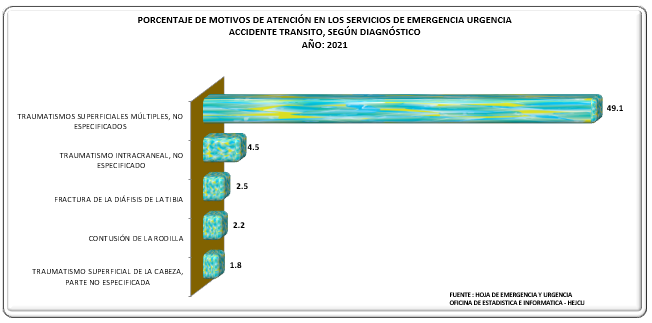 PORCENTAJE DE MOTIVOS DE ATENCIÓN EN LOS SERVICIOS DE EMERGENCIA URGENCIA
ACCIDENTE TRANSITO, SEGÚN DIAGNÓSTICO
AÑO: 2021
TRAUMATISMOS SUPERFICIALES MÚLTIPLES, NO
ESPECIFICADOS
49.1
TRAUMATISMO INTRACRANEAL, NO
ESPECIFICADO
4.5
FRACTURA DE LA DIÁFISIS DE LA TIBIA
2.5
CONTUSIÓN DE LA RODILLA
2.2
TRAUMATISMO SUPERFICIAL DE LA CABEZA,
PARTE NO ESPECIFICADA
1.8
FUENTE : HOJA DE EMERGENCIA Y URGENCIA
OFICINA DE ESTADISTICA E INFORMATICA - HEJCU